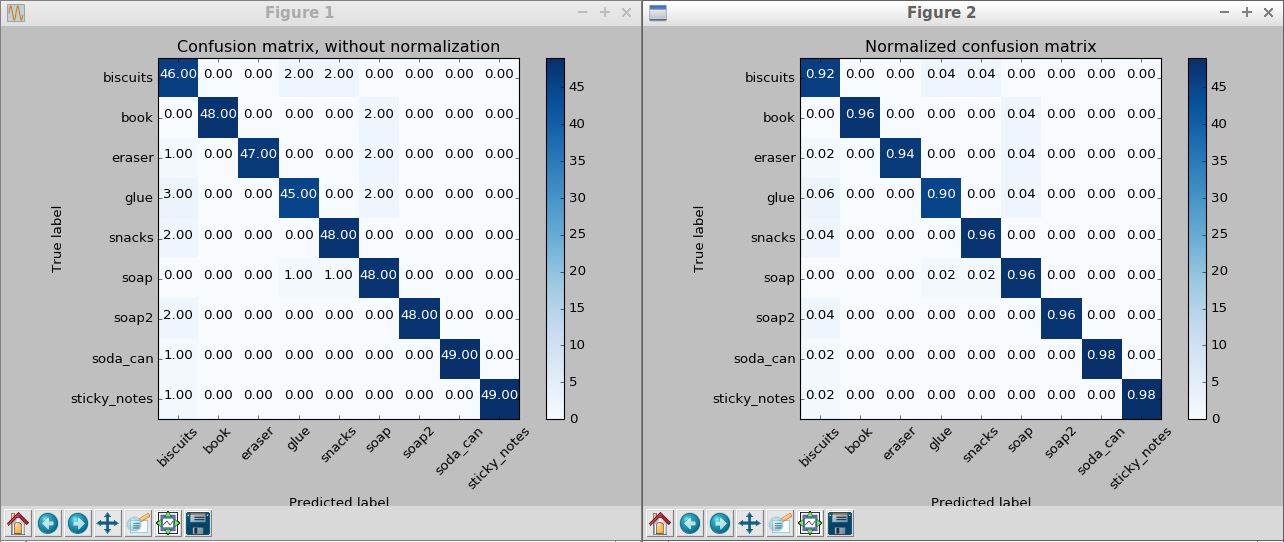 Figure 1
Confusion matrix, without normalization
biscuits 46.00 0.00 0.00 2.00 2.00 0.00 0.00 0.00 0.00
book 0.00 48.00 0.00 0.00 0.00 2.00 0.00 0.00 0.00
eraser 1.00 0.00 47.00 0.00 0.00 2.00 0.00 0.00 0.00
glue 3.00 0.00 0.00 45.00 0.00 2.00 0.00 0.00 0.00
snacks 2.00 0.00 0.00 0.00 48.00 0.00 0.00 0.00 0.00
soap 0.00 0.00 0.00 1.00 1.00 48.00 0.00 0.00 0.00
soap2 2.00 0.00 0.00 0.00 0.00 0.00 48.00 0.00 0.00
soda_can 1.00 0.00 0.00 0.00 0.00 0.00 0.00 49.00 0.00
sticky_notes 1.00 0.00 0.00 0.00 0.00 0.00 0.00 0.00 49.00
True label
biscuits book eraser glue snacks soap soap2 soda_can sticky_notes
Predicted label
45
40
35
30
25
20
15
10
5
0
Figure 2
Normalized confusion matrix
biscuits 0.92 0.00 0.00 0.04 0.04 0.00 0.00 0.00 0.00
book 0.00 0.96 0.00 0.00 0.00 0.04 0.00 0.00 0.00
eraser 0.02 0.00 0.94 0.00 0.00 0.04 0.00 0.00 0.00
glue 0.06 0.00 0.00 0.90 0.00 0.04 0.00 0.00 0.00
snacks 0.04 0.00 0.00 0.00 0.96 0.00 0.00 0.00 0.00
soap 0.00 0.00 0.00 0.02 0.02 0.96 0.00 0.00 0.00
soap2 0.04 0.00 0.00 0.00 0.00 0.00 0.96 0.00 0.00
soda_can 0.02 0.00 0.00 0.00 0.00 0.00 0.00 0.98 0.00
sticky_notes 0.02 0.00 0.00 0.00 0.00 0.00 0.00 0.00 0.98
True label
biscuits book eraser glue snacks soap soap2 soda_can sticky_notes
Predicted label
45
40
35
30
25
20
15
10
5
0